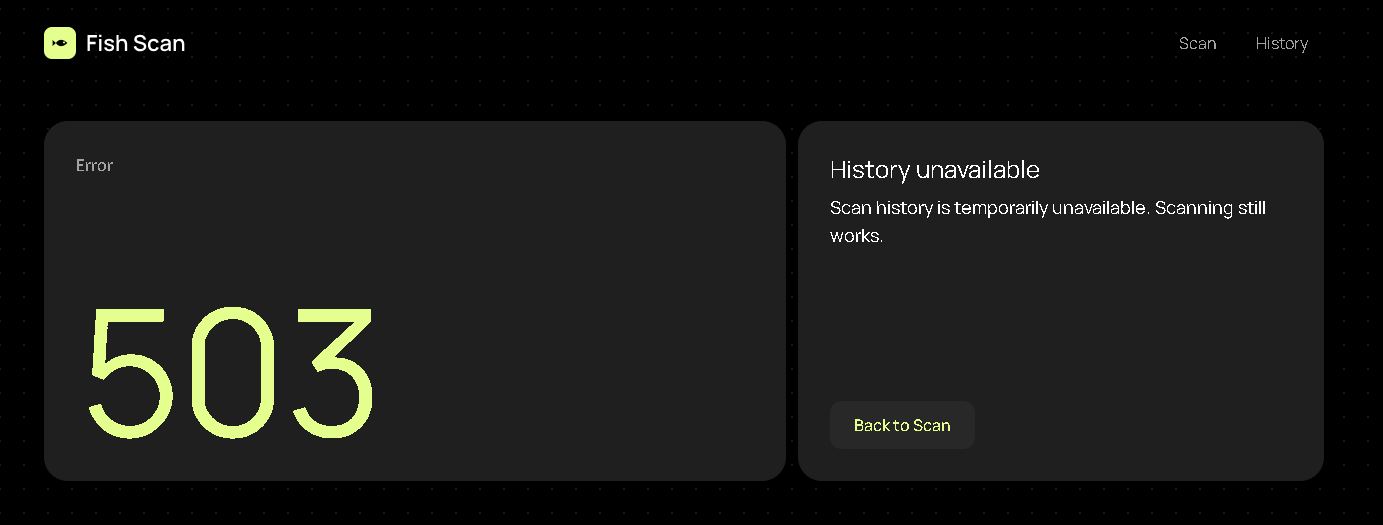 Fish Scan
Scan
History
Error
503
History unavailable
Scan history is temporarily unavailable. Scanning still
works.
Back to Scan